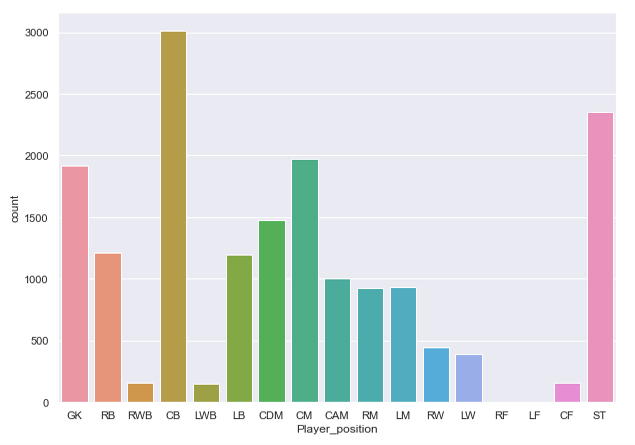 3000
2500
2000
1500
1000
500
0
count
GK RB RWB CB LWB LB CDM CM CAM RM LM RW LW RF LF CF ST
Player_position